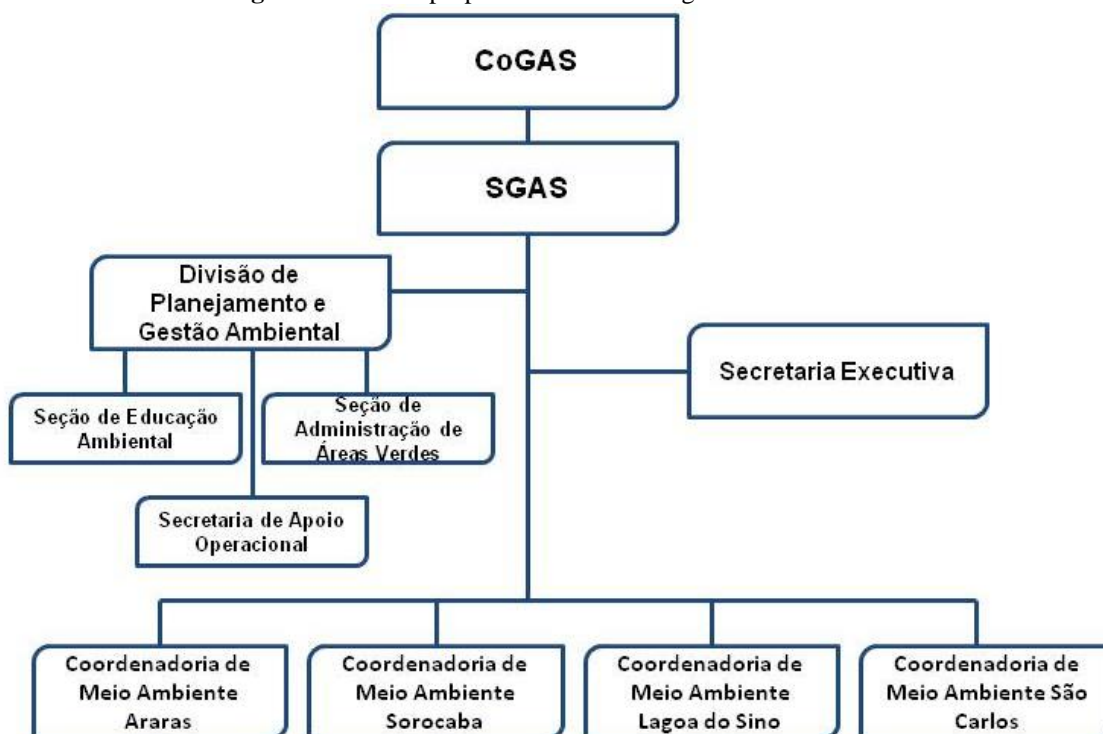 CoGAS
SGAS
Divisão de
Planejamento e
Gestão Ambiental
Secretaria Executiva
Seção de Educação
Ambiental
Seção de
Administração de
Áreas Verdes
Secretaria de Apoio
Operacional
Coordenadoria de
Meio Ambiente
Araras
Coordenadoria de
Meio Ambiente
Sorocaba
Coordenadoria de
Meio Ambiente
Lagoa do Sino
Coordenadoria de
Meio Ambiente São
Carlos